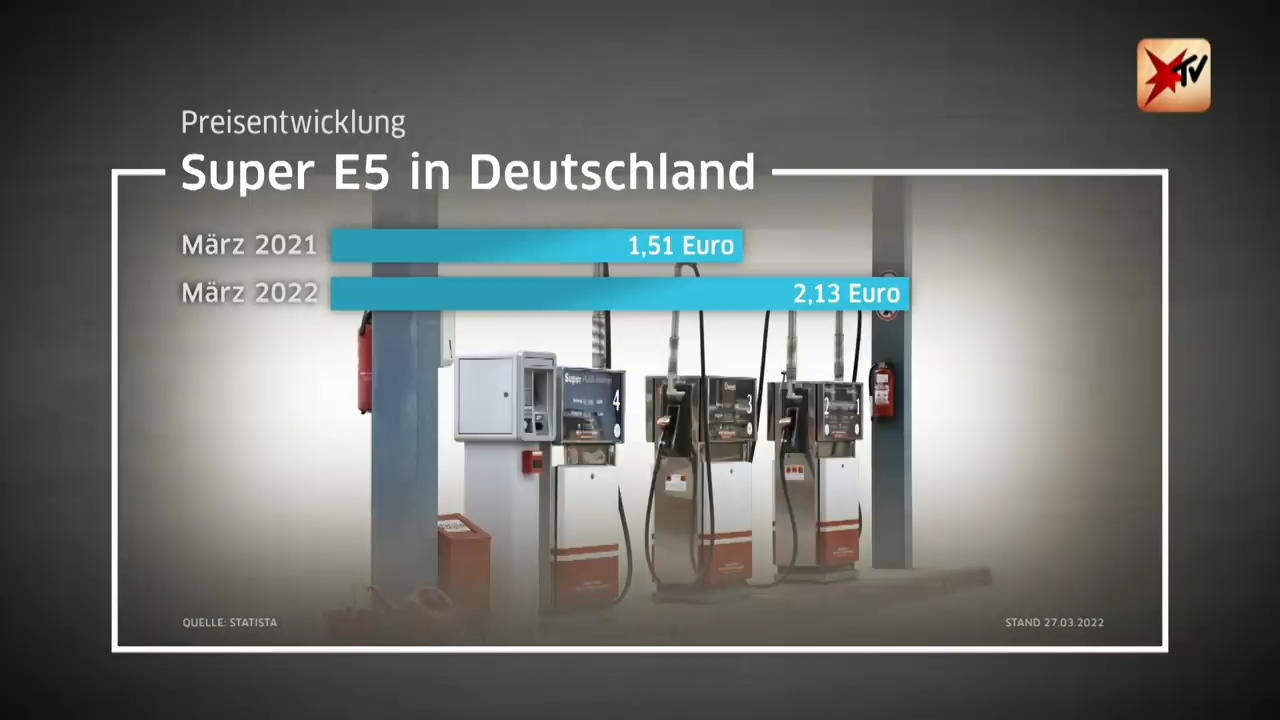 TV
Preisentwicklung
Super E5 in Deutschland
März 2021 1,51 Euro
März 2022 2,13 Euro
Super
4
3
2 1
QUELLE: STATISTA
STAND 27.03.2022